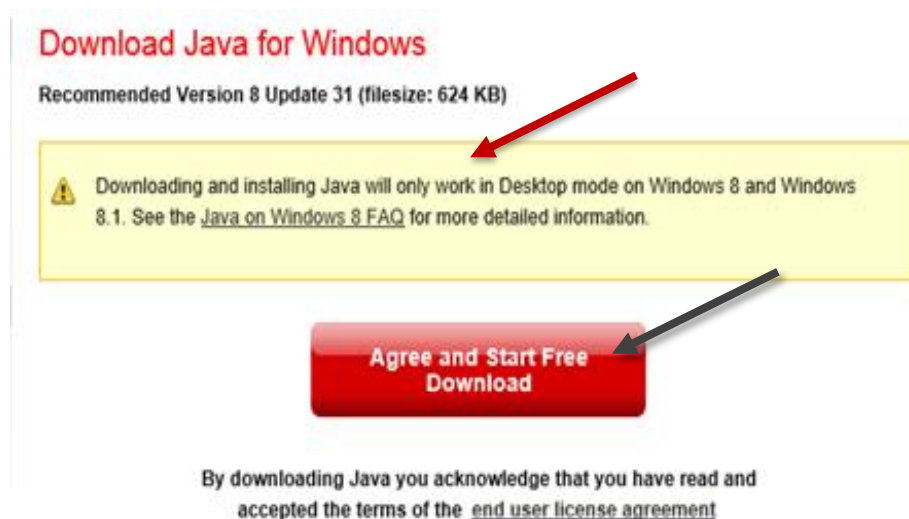 Download Java for Windows
Recommended Version 8 Update 31 (filesize: 624 KB)
Downloading and installing Java will only work in Desktop mode on Windows 8 and Windows
8.1. See the Java on Windows 8 FAQ for more detailed information.
Agree and Start Free
Download
By downloading Java you acknowledge that you have read and
accepted the terms of the end user license agreement